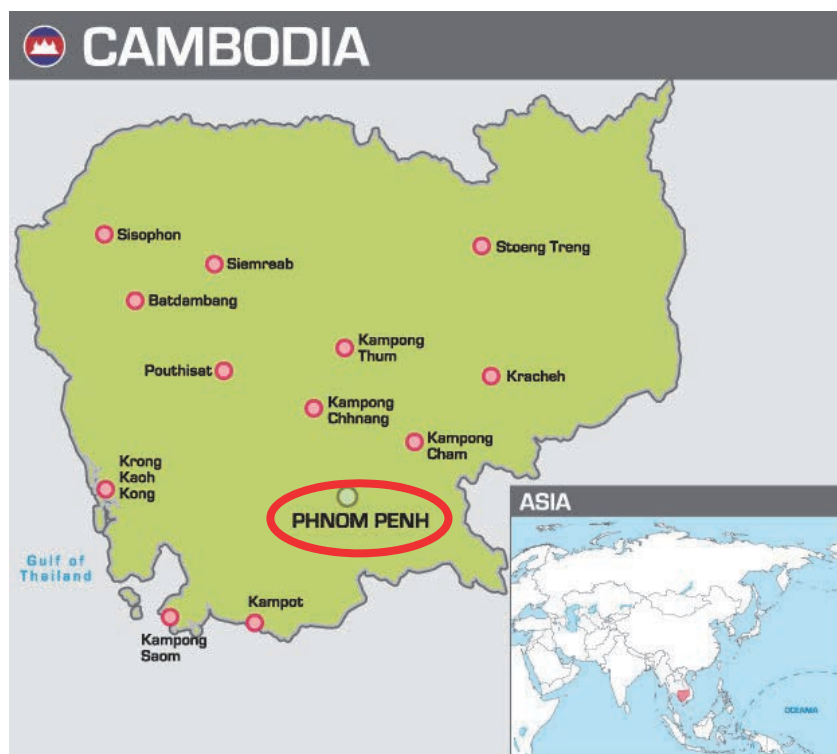 CAMBODIA
Sisophon
Siemreab
Stoeng Treng
Batdambang
Kampong
Thum
Pouthisat
Kracheh
Kampong
Chhnang
Kampong
Cham
Krong
Kaoh
Kong
PHNOM PENH
Gulf of
Thailand
Kampot
Kampong
Saom
ASIA
OCEANIA